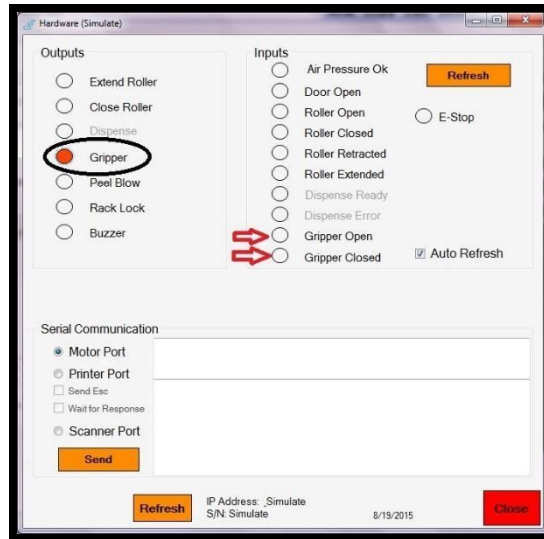 Hardware (Simulate)
Outputs
Extend Roller
Close Roller
Dispense
Gripper
Peel Blow
Rack Lock
Buzzer
Inputs
Air Pressure Ok
Door Open
Roller Open
Roller Closed
Roller Retracted
Roller Extended
Dispense Ready
Dispense Error
Gripper Open
Gripper Closed
Refresh
E-Stop
Auto Refresh
Serial Communication
Motor Port
Printer Port
Send Esc
Wait for Response
Scanner Port
Send
Refresh
IP Address: _Simulate
S/N: Simulate
8/19/2015
Close